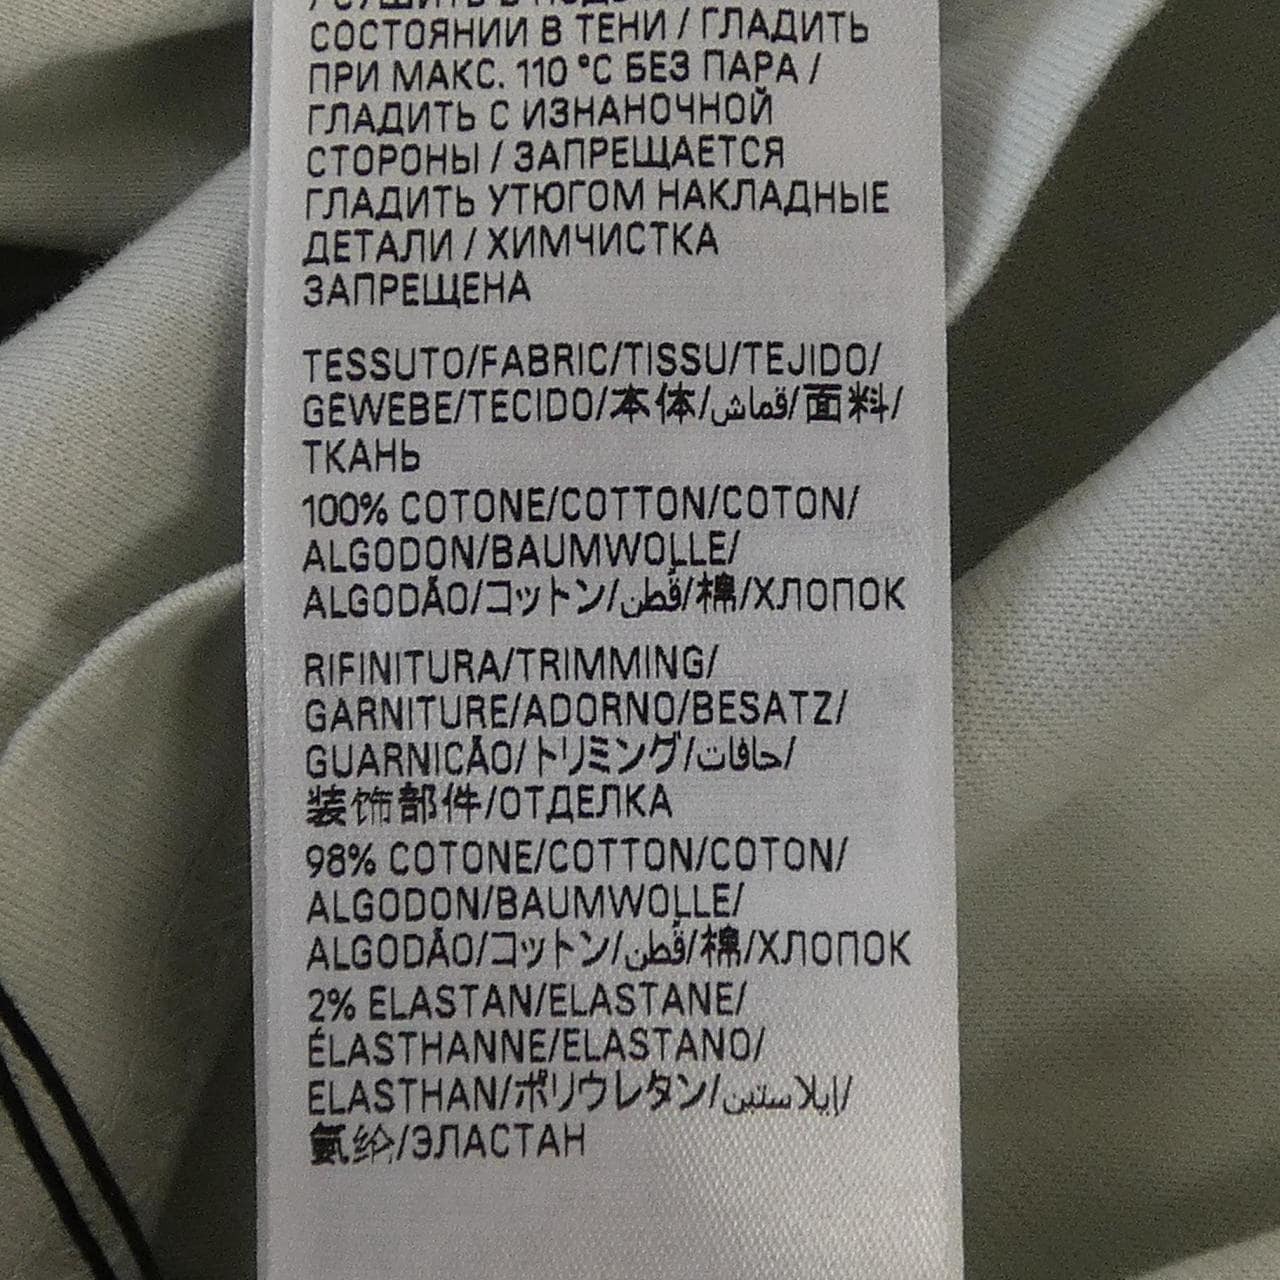 СОСТОЯНИИ В ТЕНИ / ГЛАДИТЬ
ПРИ МАКС. 110 °C БЕЗ ПАРА /
ГЛАДИТЬ С ИЗНАНОЧНОЙ
СТОРОНЫ / ЗАПРЕЩАЕТСЯ
ГЛАДИТЬ УТЮГОМ НАКЛАДНЫЕ
ДЕТАЛИ / ХИМЧИСТКА
ЗАПРЕЩЕНА
TESSUTO/FABRIC/TISSU/TEJIDO/
GEWEBE/TECIDO/本体/قماش/面料/
ТКАНЬ
100% COTONE/COTTON/COTON/
ALGODON/BAUMWOLLE/
ALGODÃO/コットン/قُطن/棉/ХЛОПОК
RIFINITURA/TRIMMING/
GARNITURE/ADORNO/BESATZ/
GUARNICÃO/トリミング/حافات/
装饰部件/ОТДЕЛКА
98% COTONE/COTTON/COTON/
ALGODON/BAUMWOLLE/
ALGODÃO/コットン/قُطن/棉/ХЛОПОК
2% ELASTAN/ELASTANE/
ÉLASTHANNE/ELASTANO/
ELASTHAN/ポリウレタン/إيلاستين/
氨纶/ЭЛАСТАН